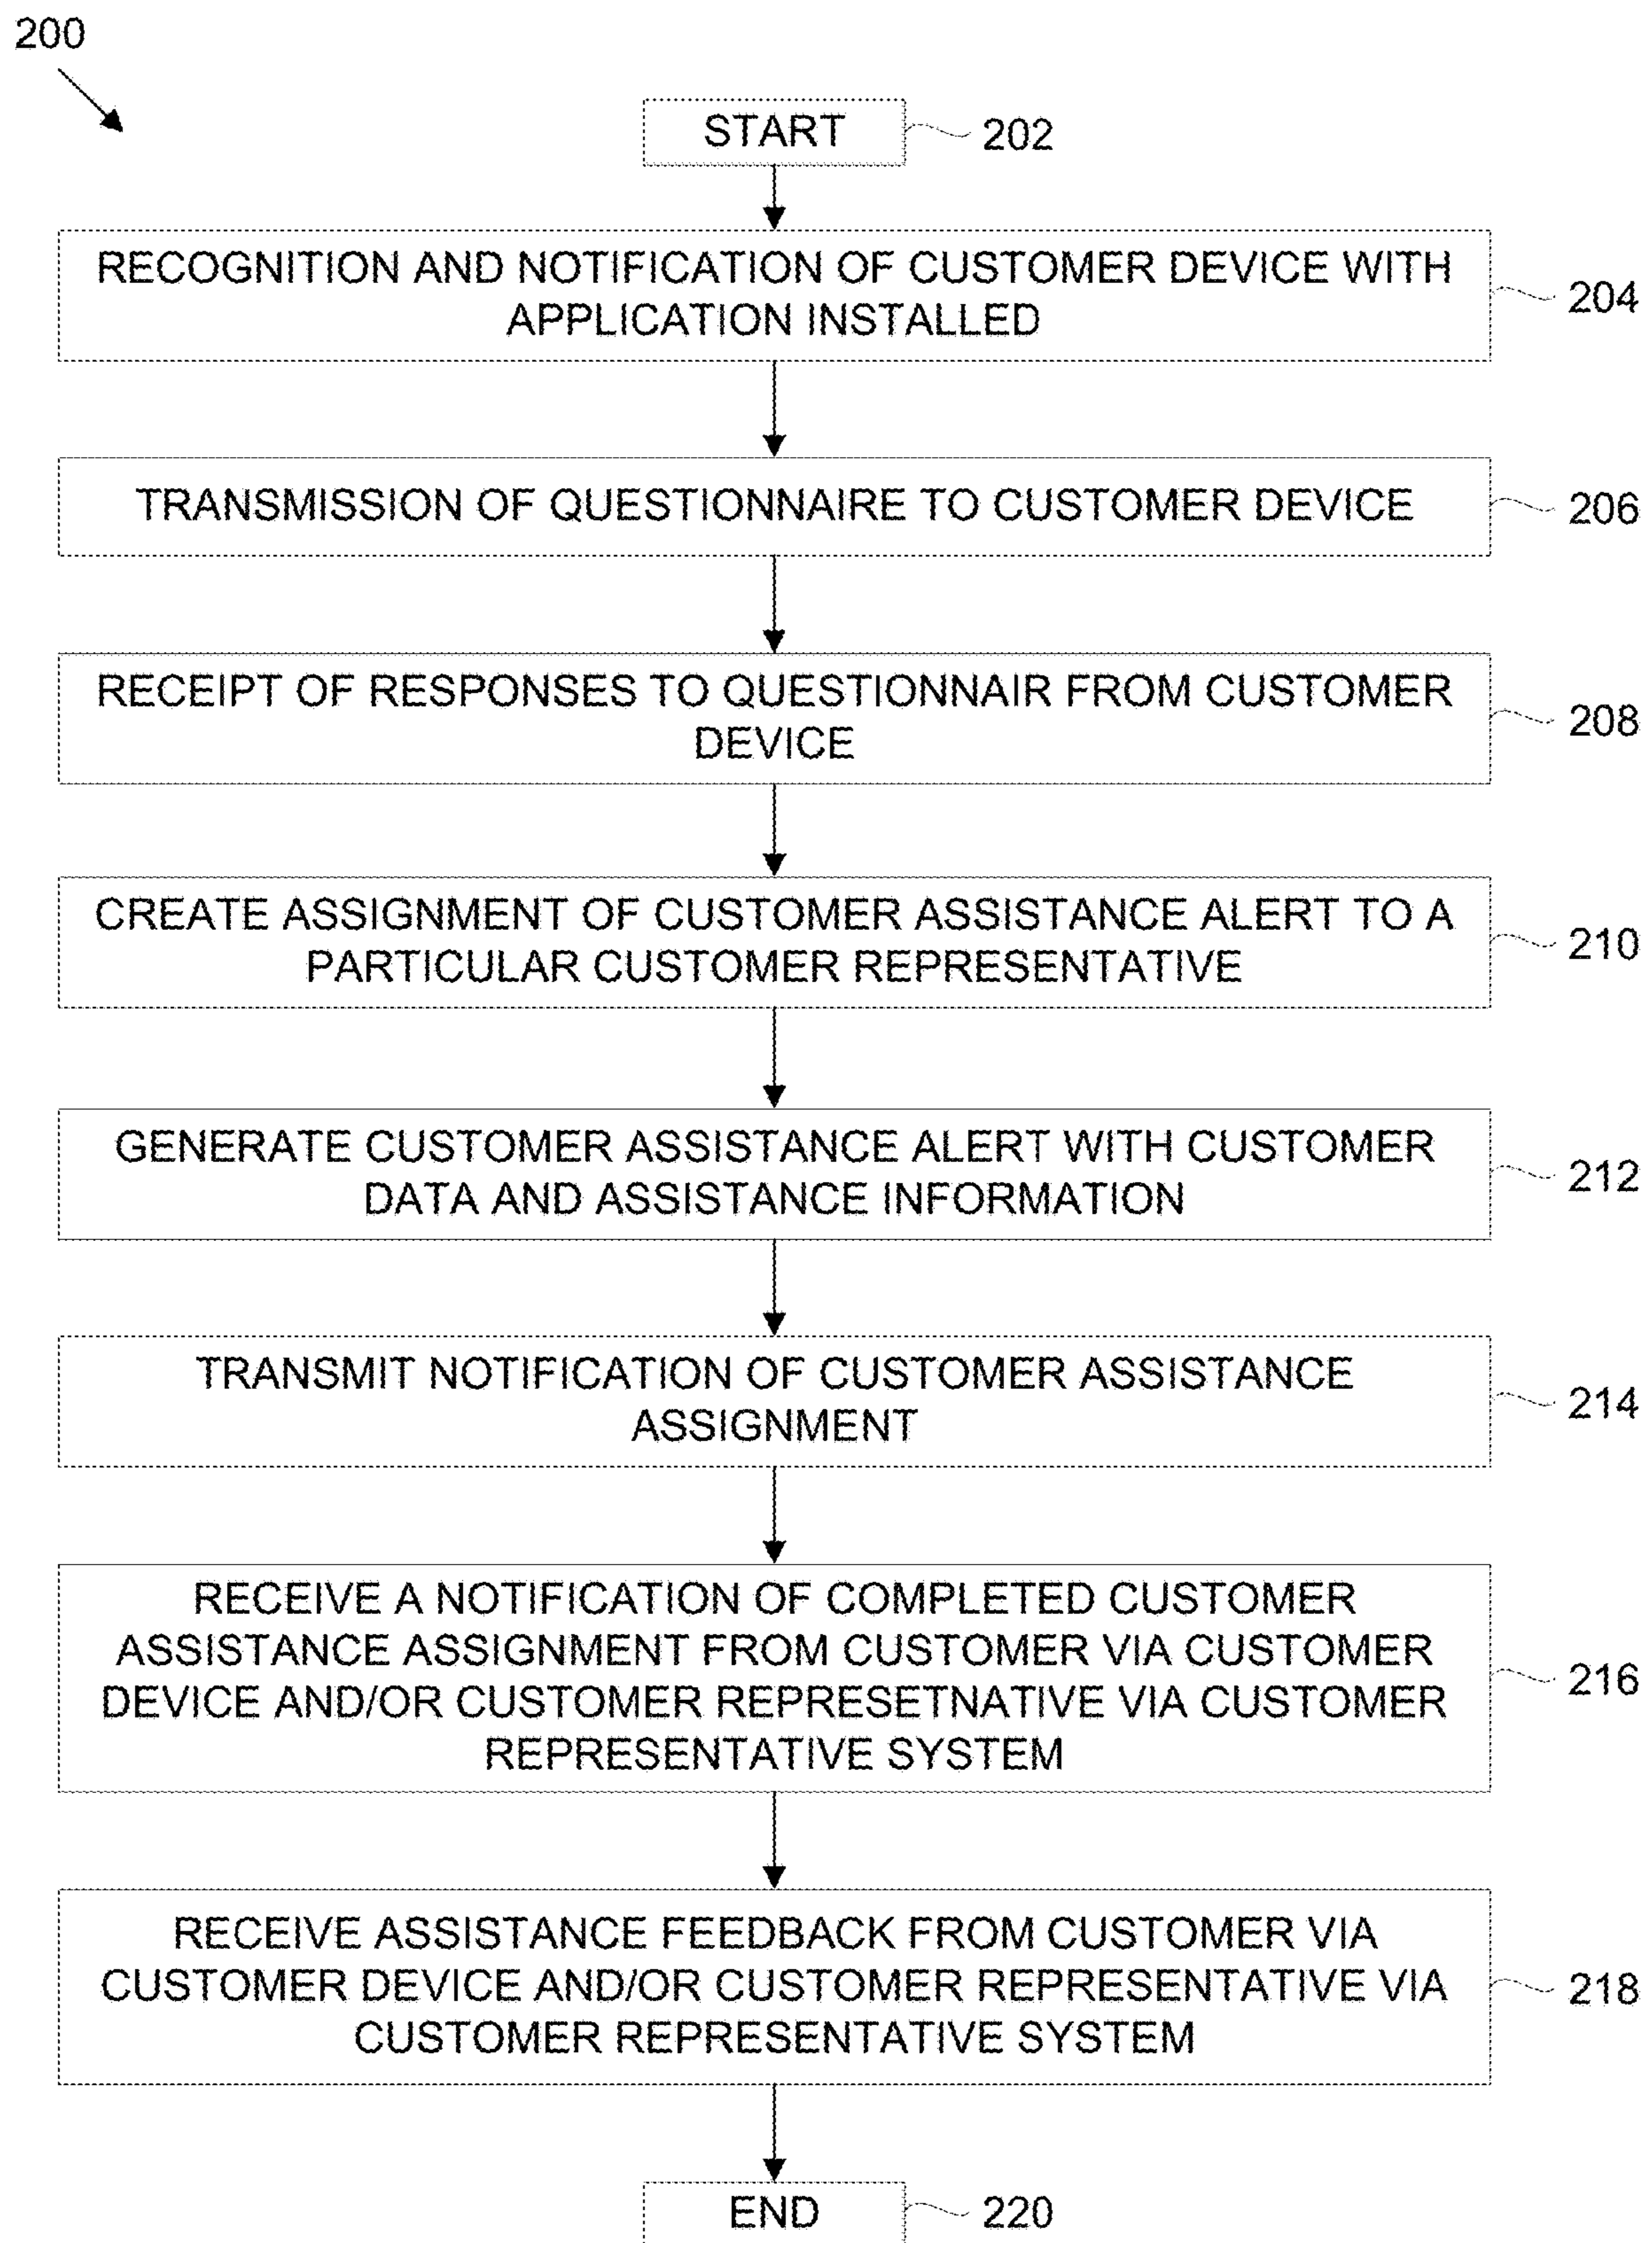 200
START
202
RECOGNITION AND NOTIFICATION OF CUSTOMER DEVICE WITH
APPLICATION INSTALLED
204
TRANSMISSION OF QUESTIONNAIRE TO CUSTOMER DEVICE
206
RECEIPT OF RESPONSES TO QUESTIONNAIR FROM CUSTOMER
DEVICE
208
CREATE ASSIGNMENT OF CUSTOMER ASSISTANCE ALERT TO A
PARTICULAR CUSTOMER REPRESENTATIVE
210
GENERATE CUSTOMER ASSISTANCE ALERT WITH CUSTOMER
DATA AND ASSISTANCE INFORMATION
212
TRANSMIT NOTIFICATION OF CUSTOMER ASSISTANCE
ASSIGNMENT
214
RECEIVE A NOTIFICATION OF COMPLETED CUSTOMER
ASSISTANCE ASSIGNMENT FROM CUSTOMER VIA CUSTOMER
DEVICE AND/OR CUSTOMER REPRESETNATIVE VIA CUSTOMER
REPRESENTATIVE SYSTEM
216
RECEIVE ASSISTANCE FEEDBACK FROM CUSTOMER VIA
CUSTOMER DEVICE AND/OR CUSTOMER REPRESENTATIVE VIA
CUSTOMER REPRESENTATIVE SYSTEM
218
END
220